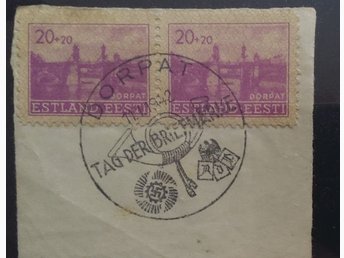 20+20
20+20
DORPAT
DORPAT
ESTLAND EESTI
ESTLAND EESTI
DORPAT
TAG DER BRIEFMARKE